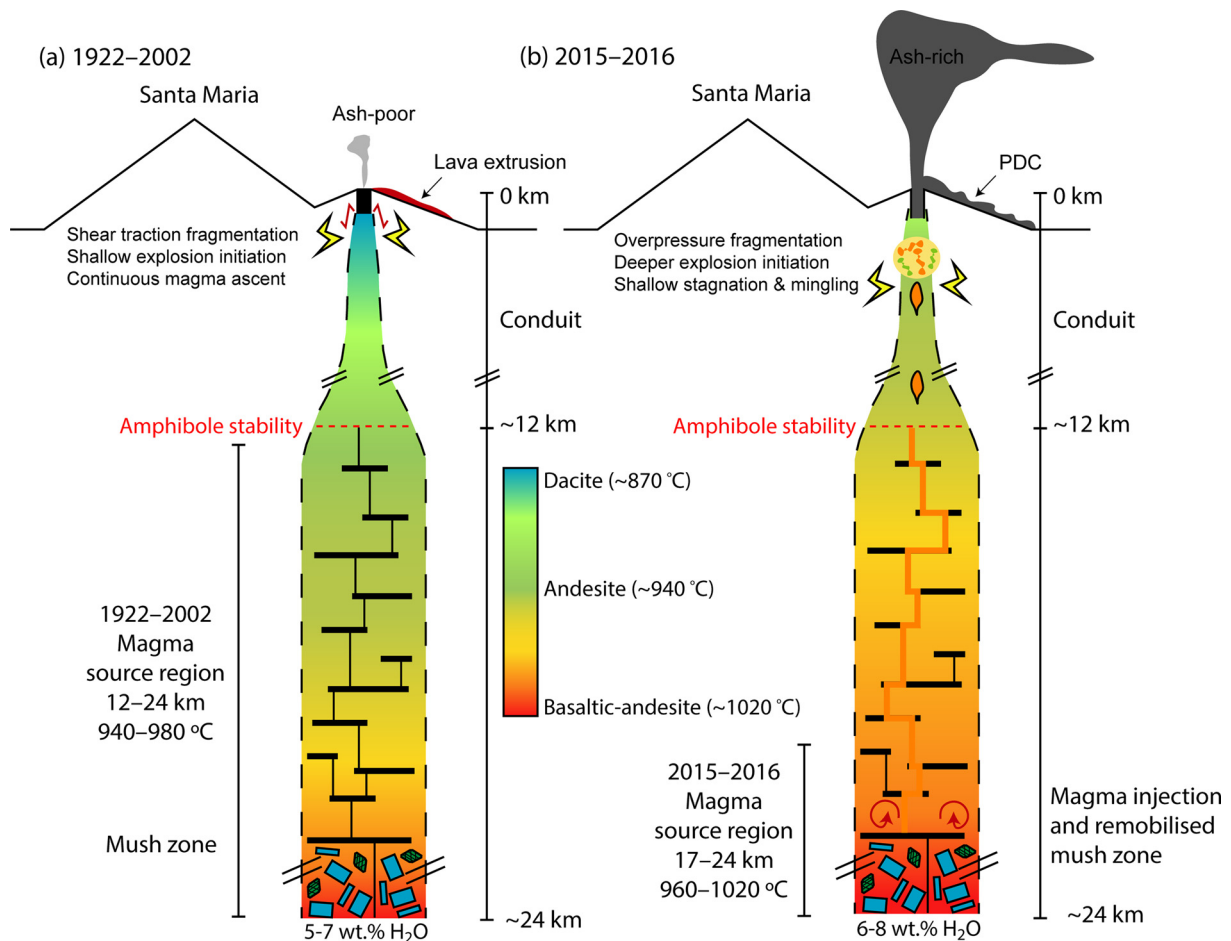 (a) 1922–2002
Santa Maria
Ash-poor
Lava extrusion
0 km
Shear traction fragmentation
Shallow explosion initiation
Continuous magma ascent
Conduit
Amphibole stability
~12 km
1922–2002
Magma
source region
12–24 km
940–980 ºC
Mush zone
~24 km
5-7 wt.% H₂O
Dacite (~870 °C)
Andesite (~940 °C)
Basaltic-andesite (~1020 °C)
(b) 2015–2016
Ash-rich
Santa Maria
PDC
0 km
Overpressure fragmentation
Deeper explosion initiation
Shallow stagnation & mingling
Conduit
Amphibole stability
~12 km
2015–2016
Magma
source region
17–24 km
960–1020 ºC
Magma injection
and remobilised
mush zone
~24 km
6-8 wt.% H₂O